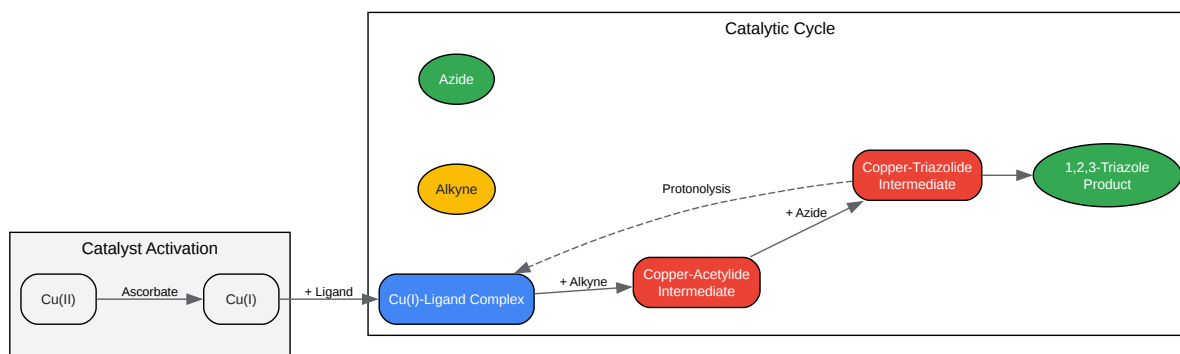 Catalytic Cycle
Azide
Alkyne
Protonolysis
Copper-Triazolide
Intermediate
1,2,3-Triazole
Product
+ Azide
Catalyst Activation
Cu(II)
Ascorbate
Cu(I)
+ Ligand
Cu(I)-Ligand Complex
+ Alkyne
Copper-Acetylide
Intermediate